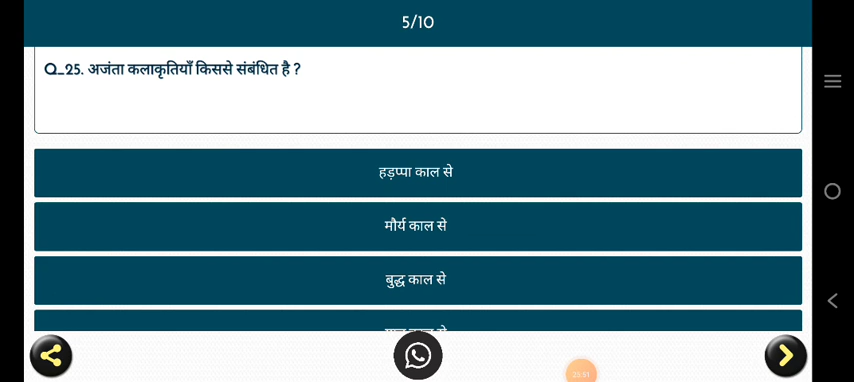 5/10
Q_25. अजंता कलाकृतियाँ किससे संबंधित है ?
हड़प्पा काल से
मौर्य काल से
बुद्ध काल से
काल से